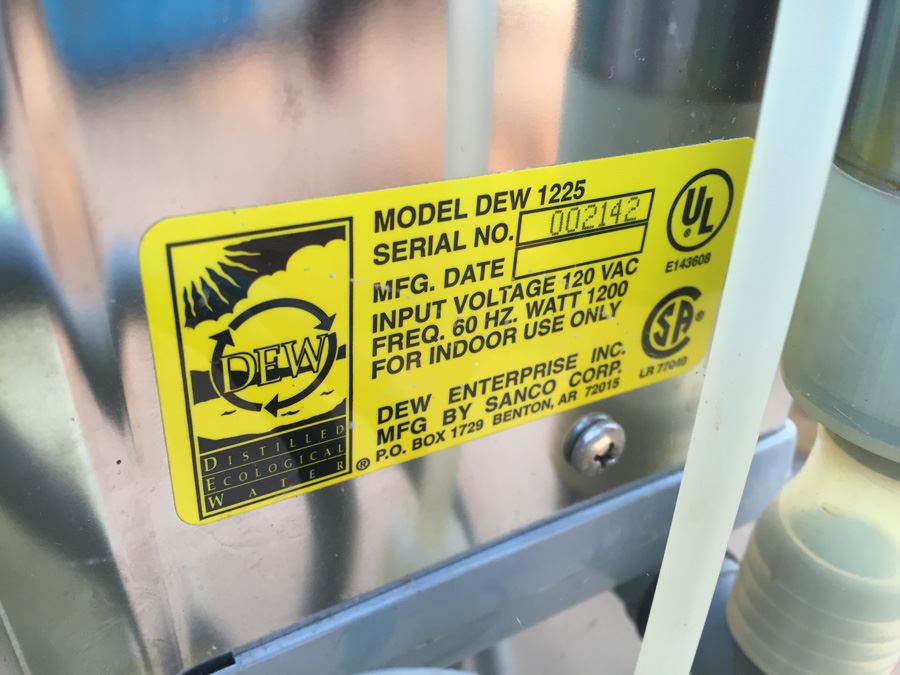 MODEL DEW 1225
SERIAL NO. 002142
MFG. DATE
INPUT VOLTAGE 120 VAC
FREQ. 60 HZ. WATT 1200
FOR INDOOR USE ONLY
DEW ENTERPRISE INC.
MFG BY SANCO CORP.
P.O. BOX 1729 BENTON, AR 72015
UL
E143608
SA®
LR 77040
DEW
DISTILLED
ECOLOGICAL
WATER ®